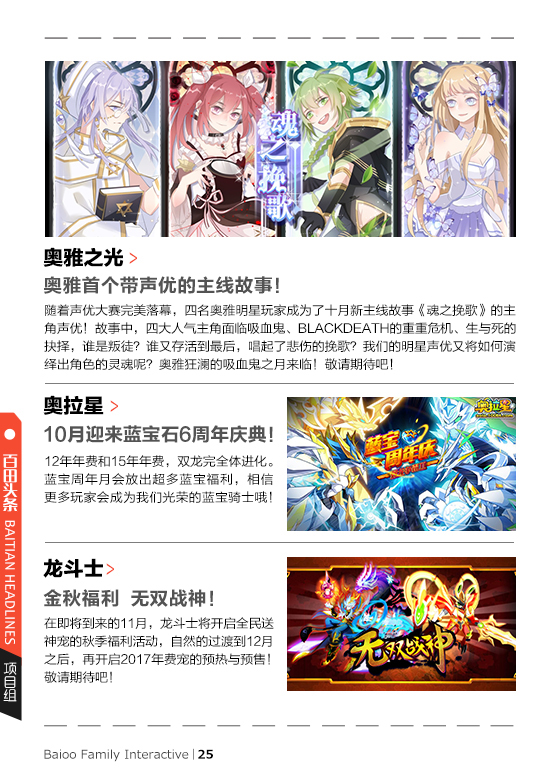 魂之挽歌
奥雅之光 >
奥雅首个带声优的主线故事！
随着声优大赛完美落幕，四名奥雅明星玩家成为了十月新主线故事《魂之挽歌》的主
角声优！故事中，四大人气主角面临吸血鬼、BLACKDEATH的重重危机、生与死的
抉择，谁是叛徒？谁又存活到最后，唱起了悲伤的挽歌？我们的明星声优又将如何演
绎出角色的灵魂呢？奥雅狂澜的吸血鬼之月来临！敬请期待吧！
奥拉星 >
10月迎来蓝宝石6周年庆典！
12年年费和15年年费，双龙完全体进化。
蓝宝周年月会放出超多蓝宝福利，相信
更多玩家会成为我们光荣的蓝宝骑士哦！
奥拉星
蓝宝
周年庆
龙斗士>
金秋福利 无双战神！
在即将到来的11月，龙斗士将开启全民送
神宠的秋季福利活动，自然的过渡到12月
之后，再开启2017年费宠的预热与预售！
敬请期待吧！
无双战神
百田头条 BAITIAN HEADLINES
项目组
Baioo Family Interactive | 25